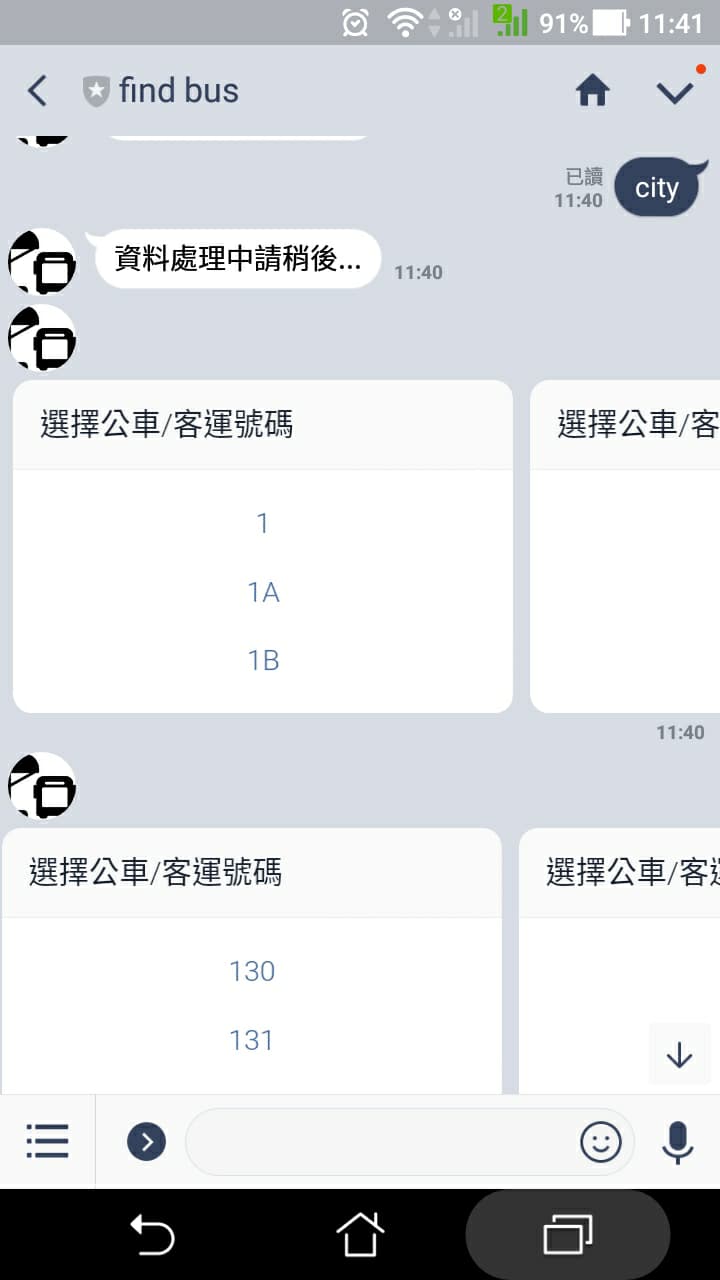 2
91%
11:41
find bus
已讀
11:40
city
資料處理中請稍後...
11:40
選擇公車/客運號碼
選擇公車/客
1
1A
1B
11:40
選擇公車/客運號碼
選擇公車/客運
130
131